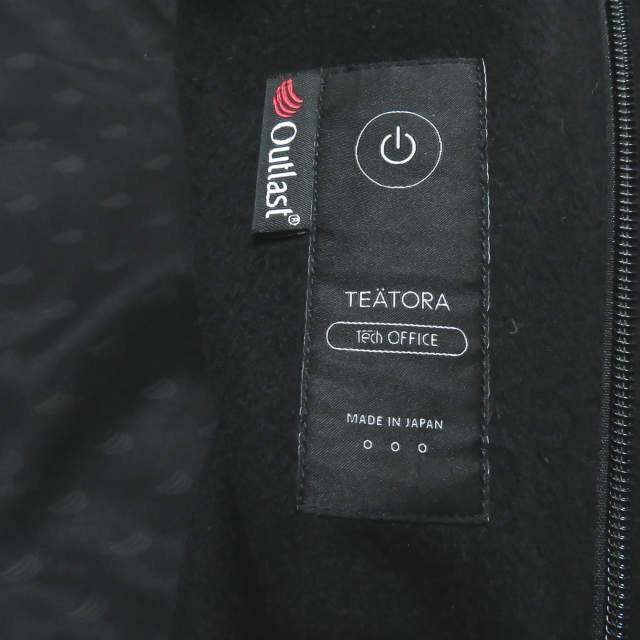 Outlast®
TEÄTORA
Tech OFFICE
MADE IN JAPAN